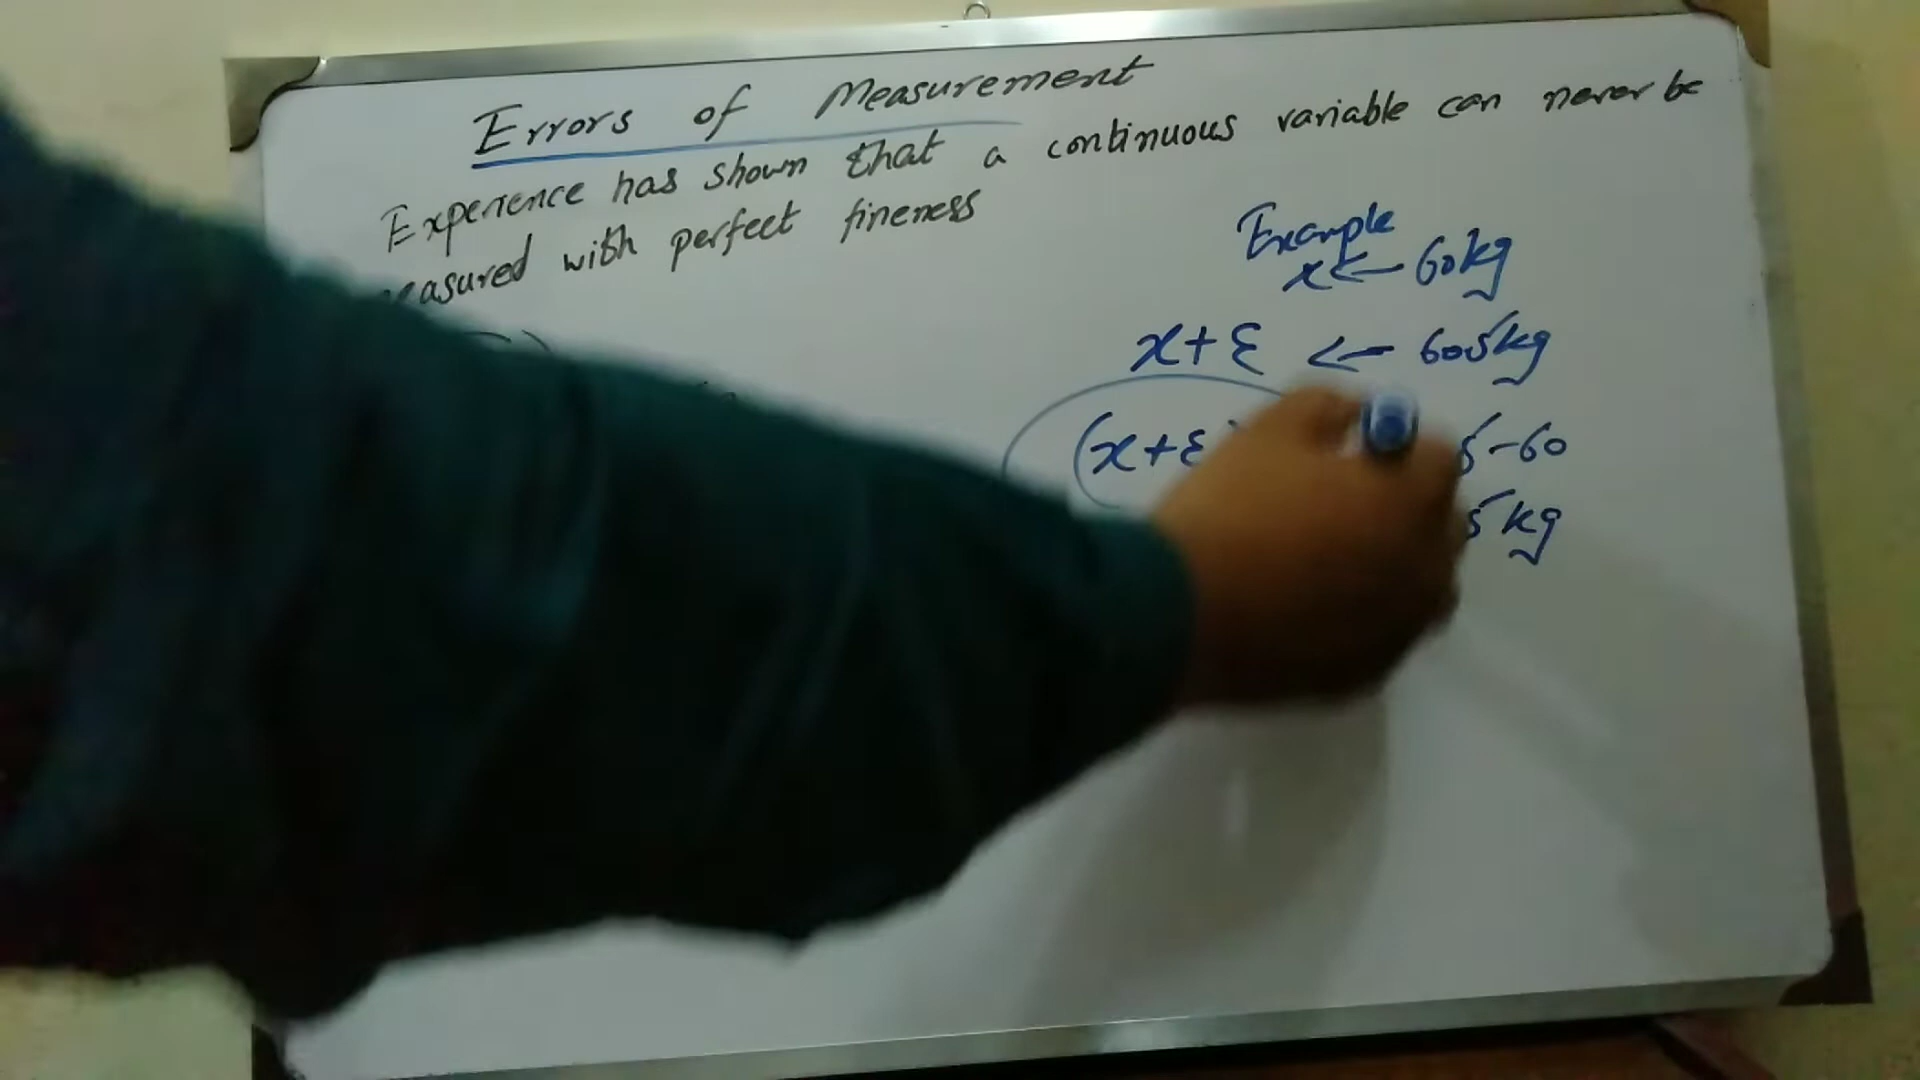 Errors of Measurement
Experience has shown that a continuous variable can never be
measured with perfect fineness
Example
x ← 60kg
x+ε ← 60.5kg
(x+ε) 5-60
5 kg